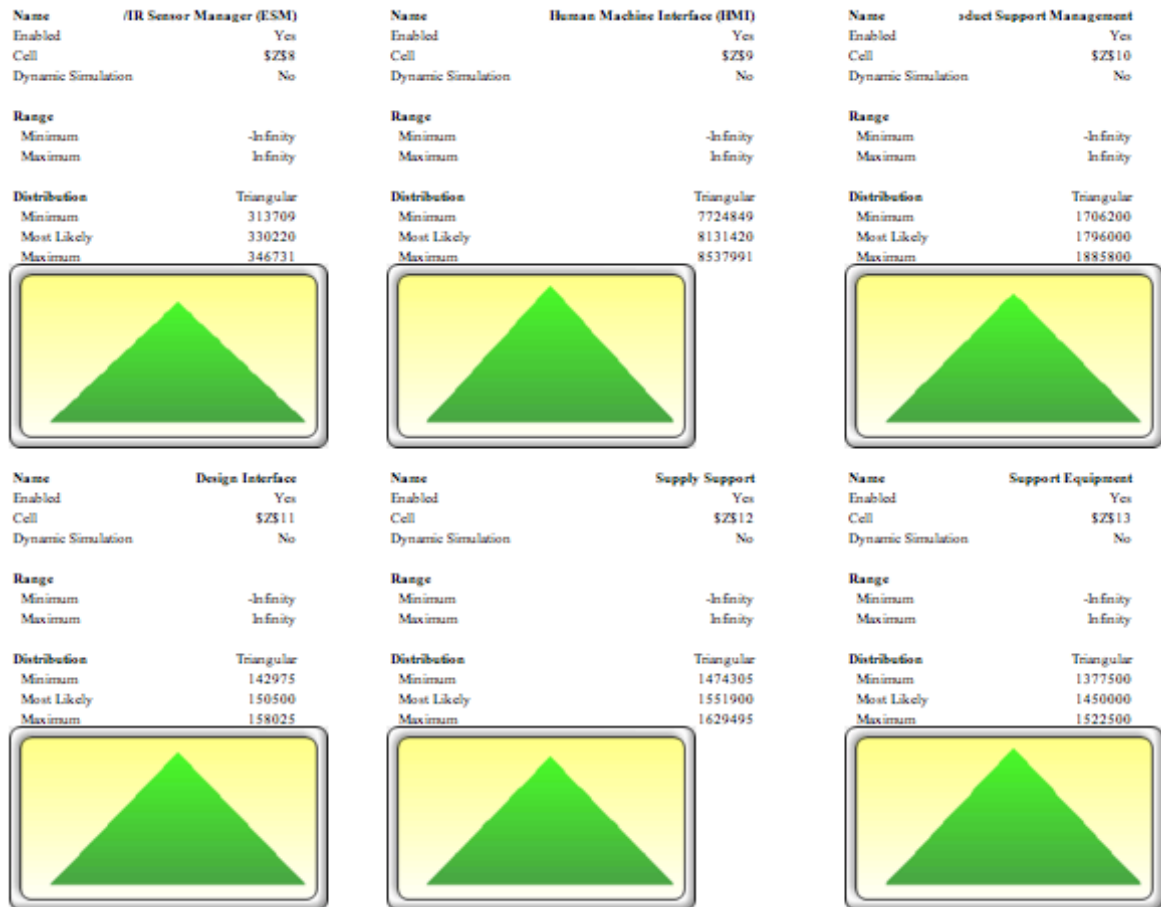 Name /IR Sensor Manager (ESM)
Enabled Yes
Cell $Z$8
Dynamic Simulation No
Range
Minimum -Infinity
Maximum Infinity
Distribution Triangular
Minimum 313709
Most Likely 330220
Maximum 346731
Name Human Machine Interface (HMI)
Enabled Yes
Cell $Z$9
Dynamic Simulation No
Range
Minimum -Infinity
Maximum Infinity
Distribution Triangular
Minimum 7724849
Most Likely 8131420
Maximum 8537991
Name oduct Support Management
Enabled Yes
Cell $Z$10
Dynamic Simulation No
Range
Minimum -Infinity
Maximum Infinity
Distribution Triangular
Minimum 1706200
Most Likely 1796000
Maximum 1885800
Name Design Interface
Enabled Yes
Cell $Z$11
Dynamic Simulation No
Range
Minimum -Infinity
Maximum Infinity
Distribution Triangular
Minimum 142975
Most Likely 150500
Maximum 158025
Name Supply Support
Enabled Yes
Cell $Z$12
Dynamic Simulation No
Range
Minimum -Infinity
Maximum Infinity
Distribution Triangular
Minimum 1474305
Most Likely 1551900
Maximum 1629495
Name Support Equipment
Enabled Yes
Cell $Z$13
Dynamic Simulation No
Range
Minimum -Infinity
Maximum Infinity
Distribution Triangular
Minimum 1377500
Most Likely 1450000
Maximum 1522500